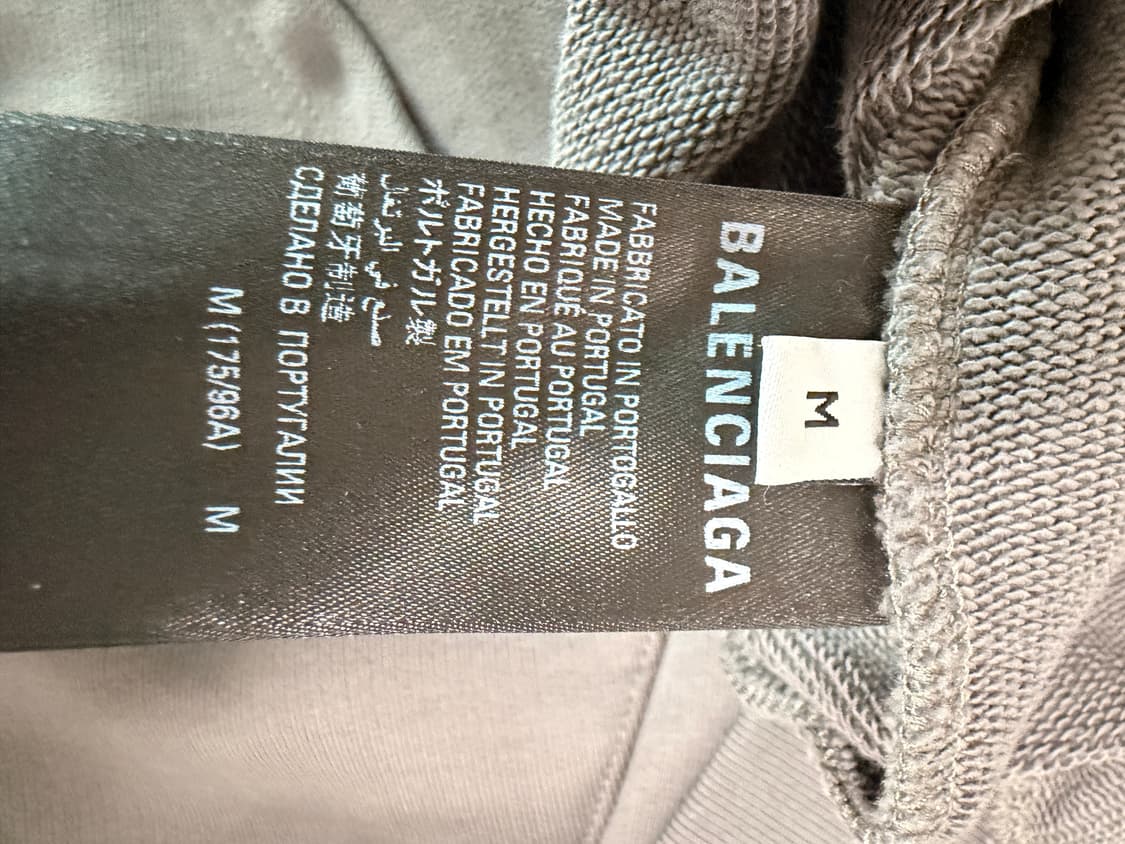 M
BALENCIAGA
FABBRICATO IN PORTOGALLO
MADE IN PORTUGAL
FABRIQUÉ AU PORTUGAL
HECHO EN PORTUGAL
HERGESTELLT IN PORTUGAL
FABRICADO EM PORTUGAL
ポルトガル製
صنع في البرتغال
葡萄牙制造
СДЕЛАНО В ПОРТУГАЛИИ
M (175/96A) M